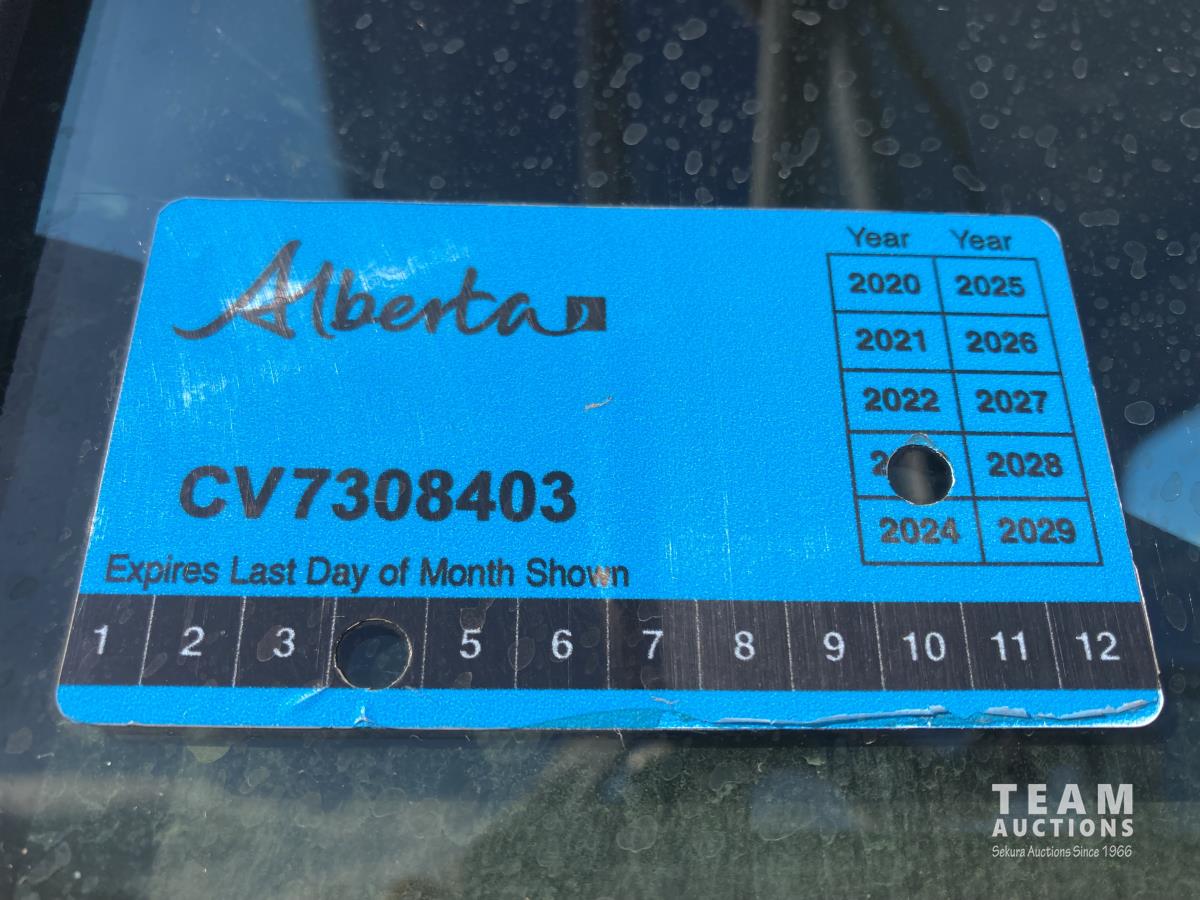 Alberta
Year Year
2020 2025
2021 2026
2022 2027
2028
2024 2029
CV7308403
Expires Last Day of Month Shown
1 2 3 5 6 7 8 9 10 11 12
TEAM
AUCTIONS
Sekura Auctions Since 1966